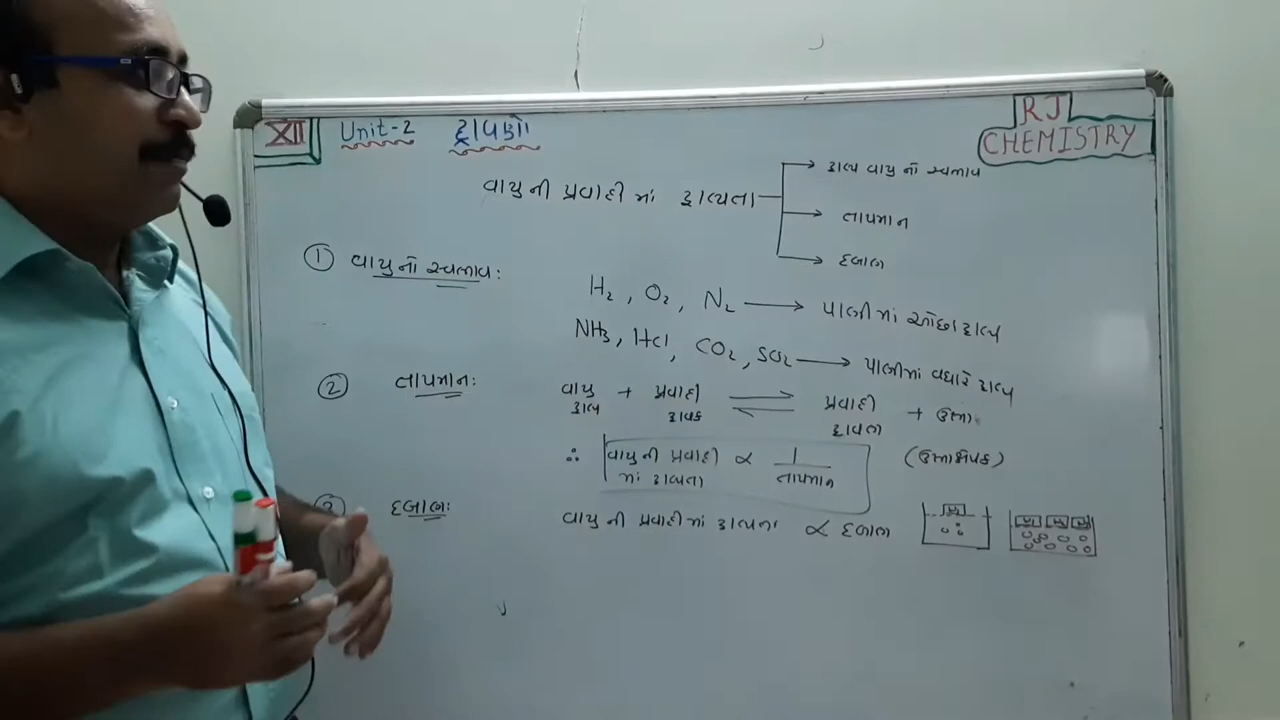 XII Unit-2 દ્રાવણો
RJ CHEMISTRY
વાયુની પ્રવાહીમાં દ્રાવ્યતા
દ્રાવ્ય વાયુનો સ્વભાવ
તાપમાન
દબાણ
① વાયુનો સ્વભાવ:
H₂, O₂, N₂ → પાણીમાં ઓછા દ્રાવ્ય
NH₃, HCl, CO₂, SO₂ → પાણીમાં વધારે દ્રાવ્ય
② તાપમાન:
વાયુ + પ્રવાહી ⇌ પ્રવાહી + ઉષ્મા
દ્રાવ્ય દ્રાવક દ્રાવણ
∴ વાયુની પ્રવાહી ∝ 1
માં દ્રાવ્યતા તાપમાન
(ઉષ્માક્ષેપક)
③ દબાણ:
વાયુની પ્રવાહીમાં દ્રાવ્યતા ∝ દબાણ